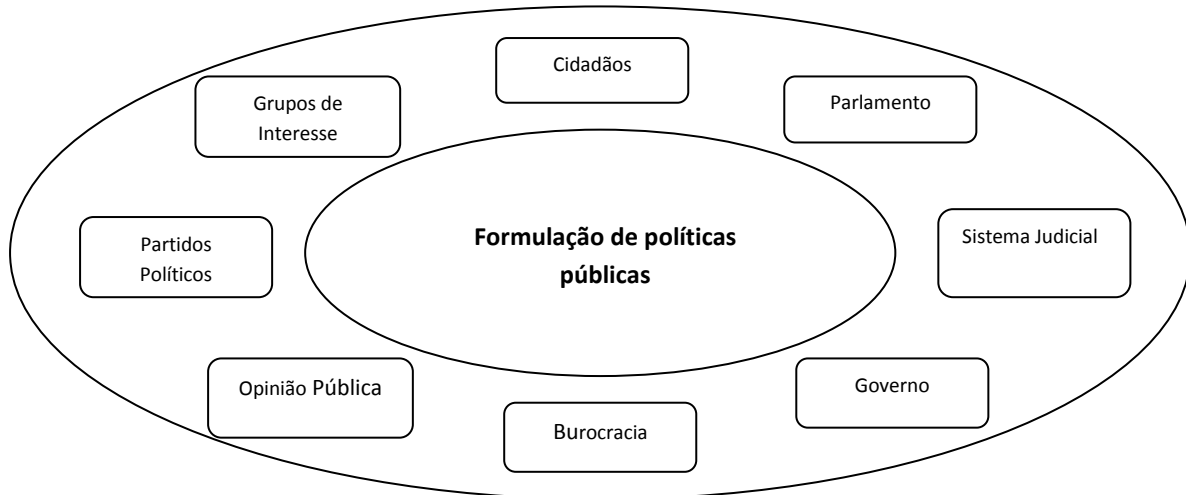 Cidadãos
Grupos de
Interesse
Parlamento
Formulação de políticas
públicas
Partidos
Políticos
Sistema Judicial
Opinião Pública
Governo
Burocracia